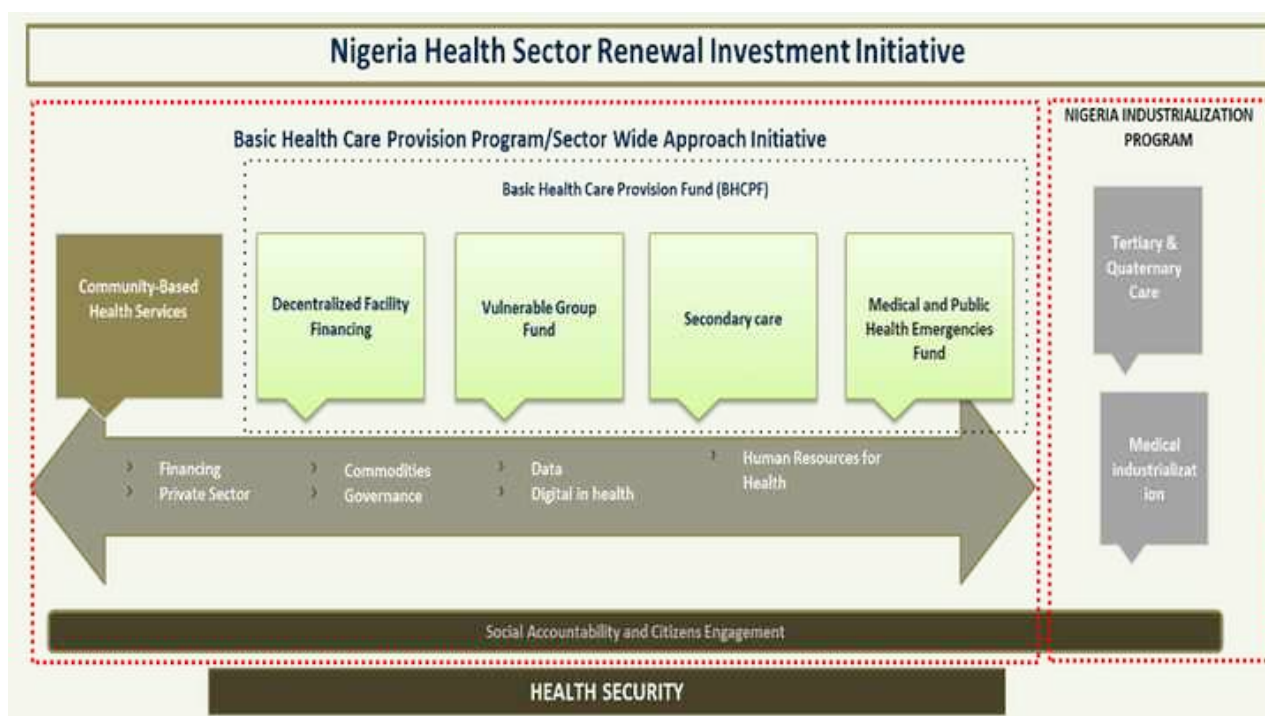 Nigeria Health Sector Renewal Investment Initiative
Basic Health Care Provision Program/Sector Wide Approach Initiative
Basic Health Care Provision Fund (BHCPF)
Community-Based
Health Services
Decentralized Facility
Financing
Vulnerable Group
Fund
Secondary care
Medical and Public
Health Emergencies
Fund
› Financing
› Private Sector
› Commodities
› Governance
› Data
› Digital in health
› Human Resources for
Health
NIGERIA INDUSTRIALIZATION
PROGRAM
Tertiary &
Quaternary
Care
Medical
industrializat
ion
Social Accountability and Citizens Engagement
HEALTH SECURITY